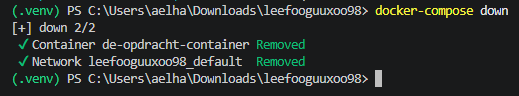 (.venv) PS C:\Users\aelha\Downloads\leefooguuxoo98> docker-compose down
[+] down 2/2
✔ Container de-opdracht-container Removed
✔ Network leefooguuxoo98_default Removed
(.venv) PS C:\Users\aelha\Downloads\leefooguuxoo98>